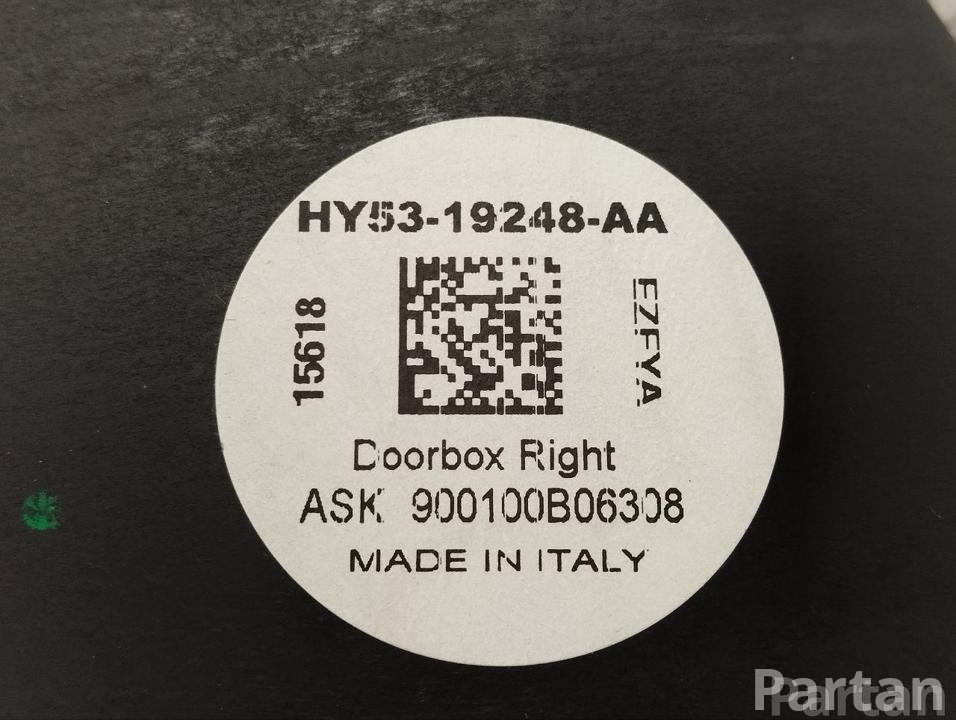 HY53-19248-AA
15618
EZFYA
Doorbox Right
ASK 900100B06308
MADE IN ITALY
Partan